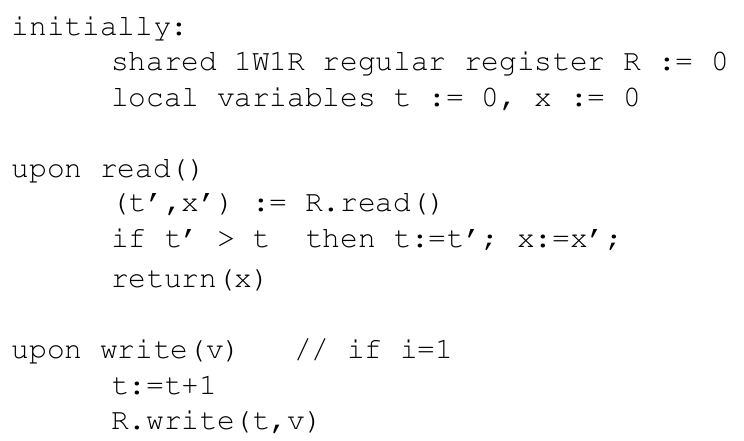 initially:
shared 1W1R regular register R := 0
local variables t := 0, x := 0
upon read()
(t’,x’) := R.read()
if t’ > t then t:=t’; x:=x’;
return(x)
upon write(v) // if i=1
t:=t+1
R.write(t,v)